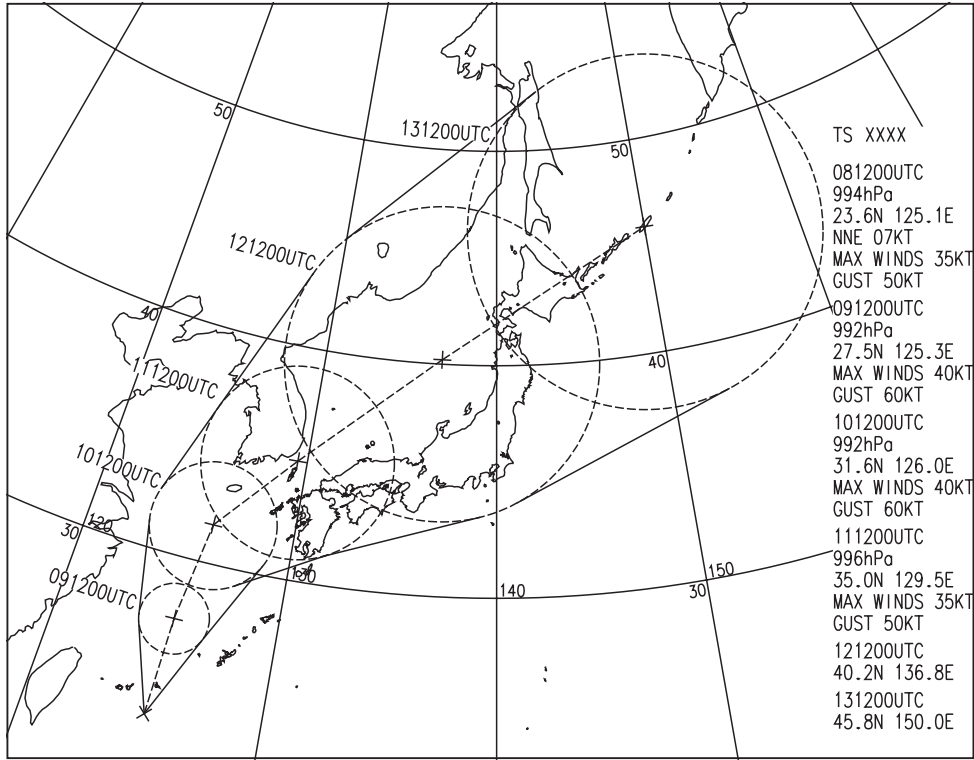 50
131200UTC
50
121200UTC
40
40
111200UTC
101200UTC
30
120
091200UTC
130
140
30
150
TS XXXX
081200UTC
994hPa
23.6N 125.1E
NNE 07KT
MAX WINDS 35KT
GUST 50KT
091200UTC
992hPa
27.5N 125.3E
MAX WINDS 40KT
GUST 60KT
101200UTC
992hPa
31.6N 126.0E
MAX WINDS 40KT
GUST 60KT
111200UTC
996hPa
35.0N 129.5E
MAX WINDS 35KT
GUST 50KT
121200UTC
40.2N 136.8E
131200UTC
45.8N 150.0E